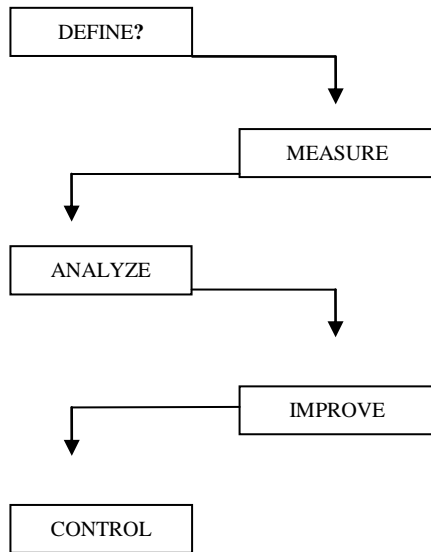 DEFINE?
MEASURE
ANALYZE
IMPROVE
CONTROL